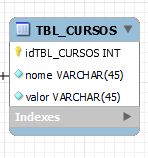 TBL_CURSOS
idTBL_CURSOS INT
nome VARCHAR(45)
valor VARCHAR(45)
Indexes